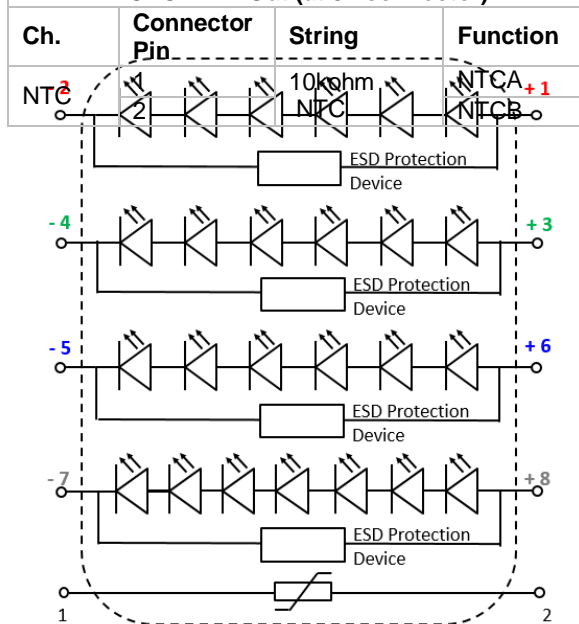 Ch. Connector Pin String Function
NTC 1 10kohm NTC NTCA
2 NTCB
- 2 + 1
ESD Protection
Device
- 4 + 3
ESD Protection
Device
- 5 + 6
ESD Protection
Device
- 7 + 8
ESD Protection
Device
1 2